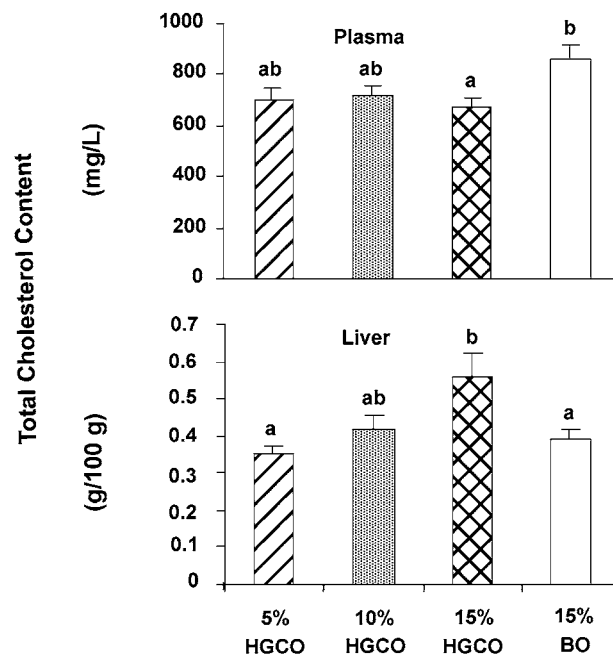 Total Cholesterol Content
(mg/L)
1000
800
600
400
200
0
Plasma
ab
ab
a
b
(g/100 g)
0.7
0.6
0.5
0.4
0.3
0.2
0.1
0
Liver
a
ab
b
a
5% 10% 15% 15%
HGCO HGCO HGCO BO